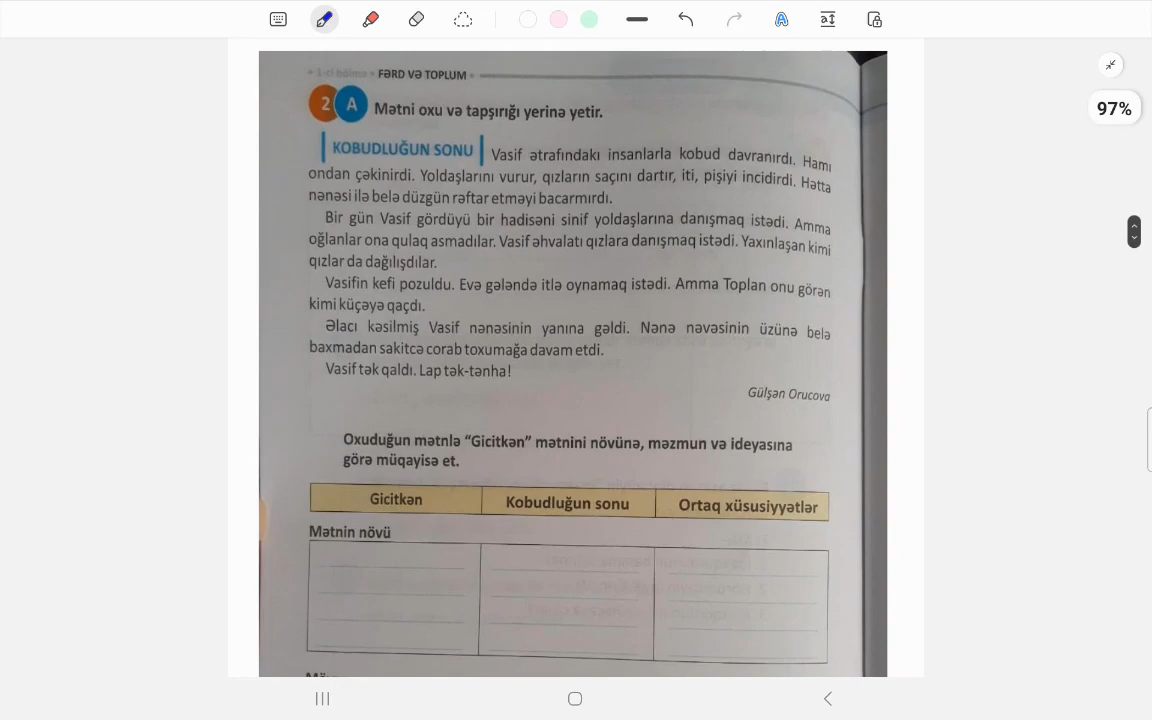 97%
1-ci bölmə • FƏRD VƏ TOPLUM •
2 A Mətni oxu və tapşırığı yerinə yetir.
KOBUDLUĞUN SONU Vasif ətrafındakı insanlarla kobud davranırdı. Hamı
ondan çəkinirdi. Yoldaşlarını vurur, qızların saçını dartır, iti, pişiyi incidirdi. Hətta
nənəsi ilə belə düzgün rəftar etməyi bacarmırdı.
Bir gün Vasif gördüyü bir hadisəni sinif yoldaşlarına danışmaq istədi. Amma
oğlanlar ona qulaq asmadılar. Vasif əhvalatı qızlara danışmaq istədi. Yaxınlaşan kimi
qızlar da dağılışdılar.
Vasifin kefi pozuldu. Evə gələndə itlə oynamaq istədi. Amma Toplan onu görən
kimi küçəyə qaçdı.
Əlacı kəsilmiş Vasif nənəsinin yanına gəldi. Nənə nəvəsinin üzünə belə
baxmadan sakitcə corab toxumağa davam etdi.
Vasif tək qaldı. Lap tək-tənha!
Gülşən Orucova
Oxuduğun mətnlə “Gicitkən” mətnini növünə, məzmun və ideyasına
görə müqayisə et.
Gicitkən Kobudluğun sonu Ortaq xüsusiyyətlər
Mətnin növü